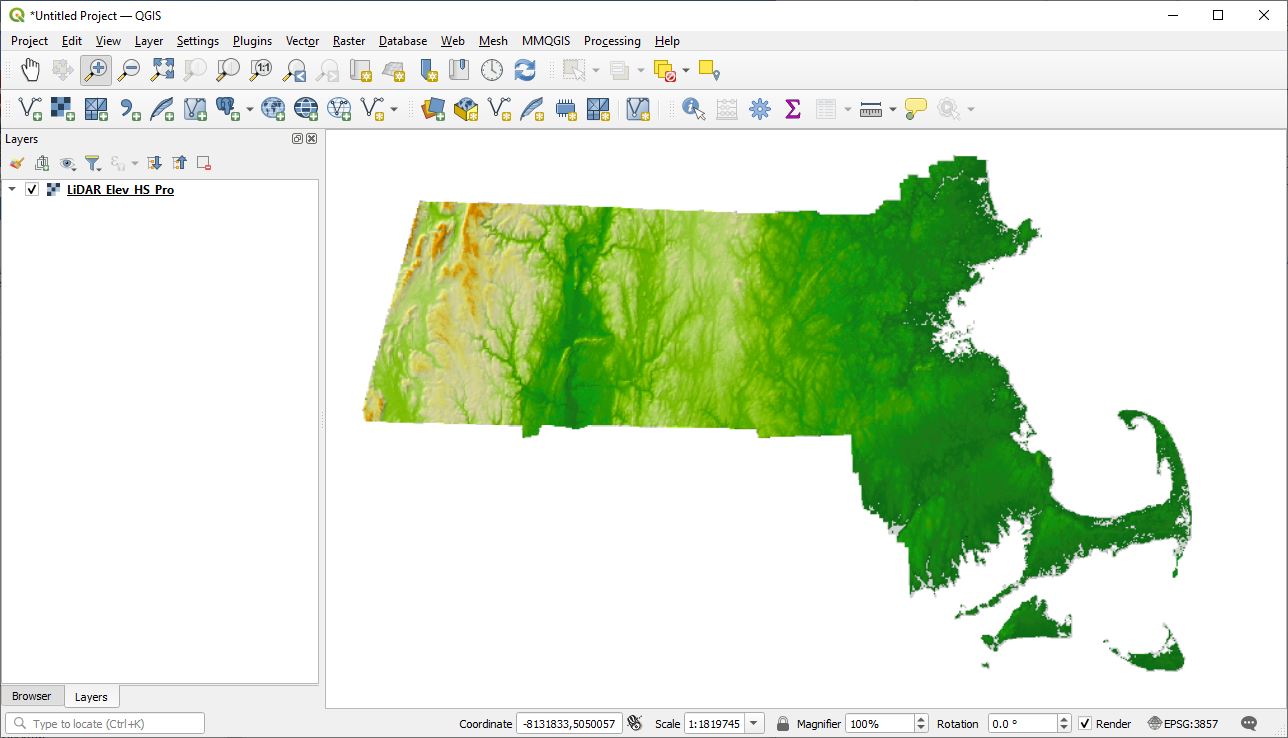 *Untitled Project — QGIS
Project Edit View Layer Settings Plugins Vector Raster Database Web Mesh MMQGIS Processing Help
1:1
Layers
LiDAR_Elev_HS_Pro
Browser Layers
Type to locate (Ctrl+K) Coordinate -8131833,5050057 Scale 1:1819745 Magnifier 100% Rotation 0.0 ° Render EPSG:3857